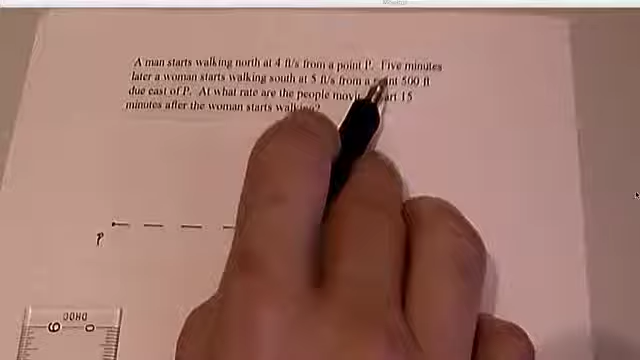 A man starts walking north at 4 ft/s from a point P. Five minutes
later a woman starts walking south at 5 ft/s from a point 500 ft
due east of P. At what rate are the people moving 15
minutes after the woman starts walking?
P
6 0